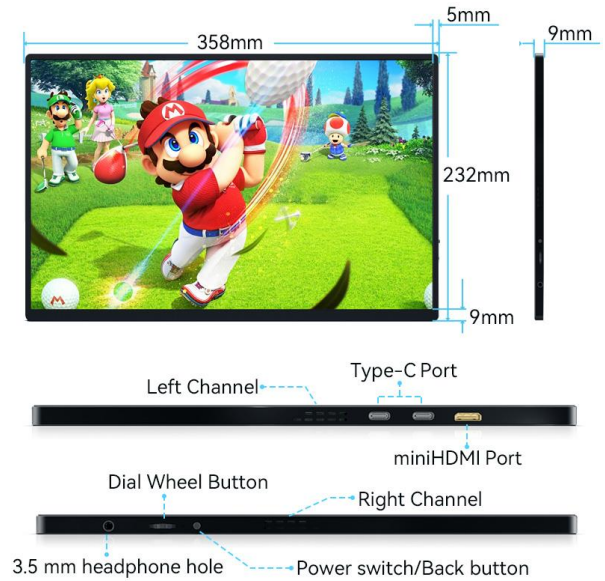 5mm
9mm
358mm
232mm
9mm
Type-C Port
Left Channel
miniHDMI Port
Dial Wheel Button
Right Channel
3.5 mm headphone hole
Power switch/Back button